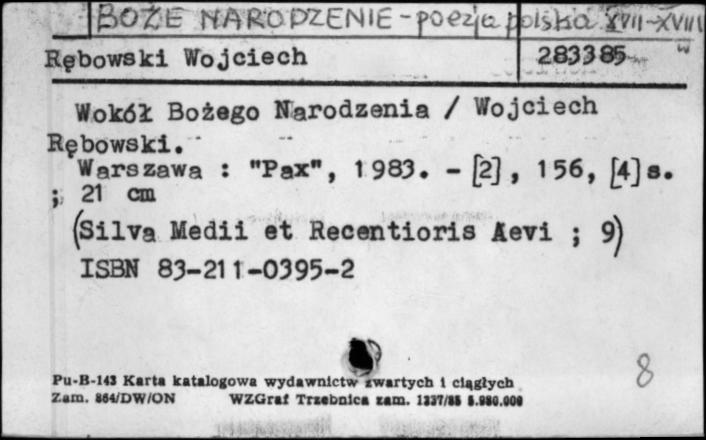 BOŻE NARODZENIE - poezja polska XVII-XVIII w
Rębowski Wojciech 283385
Wokół Bożego Narodzenia / Wojciech
Rębowski.
Warszawa : "Pax", 1983. - [2], 156, [4] s.
; 21 cm
(Silva Medii et Recentioris Aevi ; 9)
ISBN 83-211-0395-2
8
Pu-B-143 Karta katalogowa wydawnictw zwartych i ciągłych
Zam. 864/DW/ON WZGraf Trzebnica zam. 1237/85 5.980.000